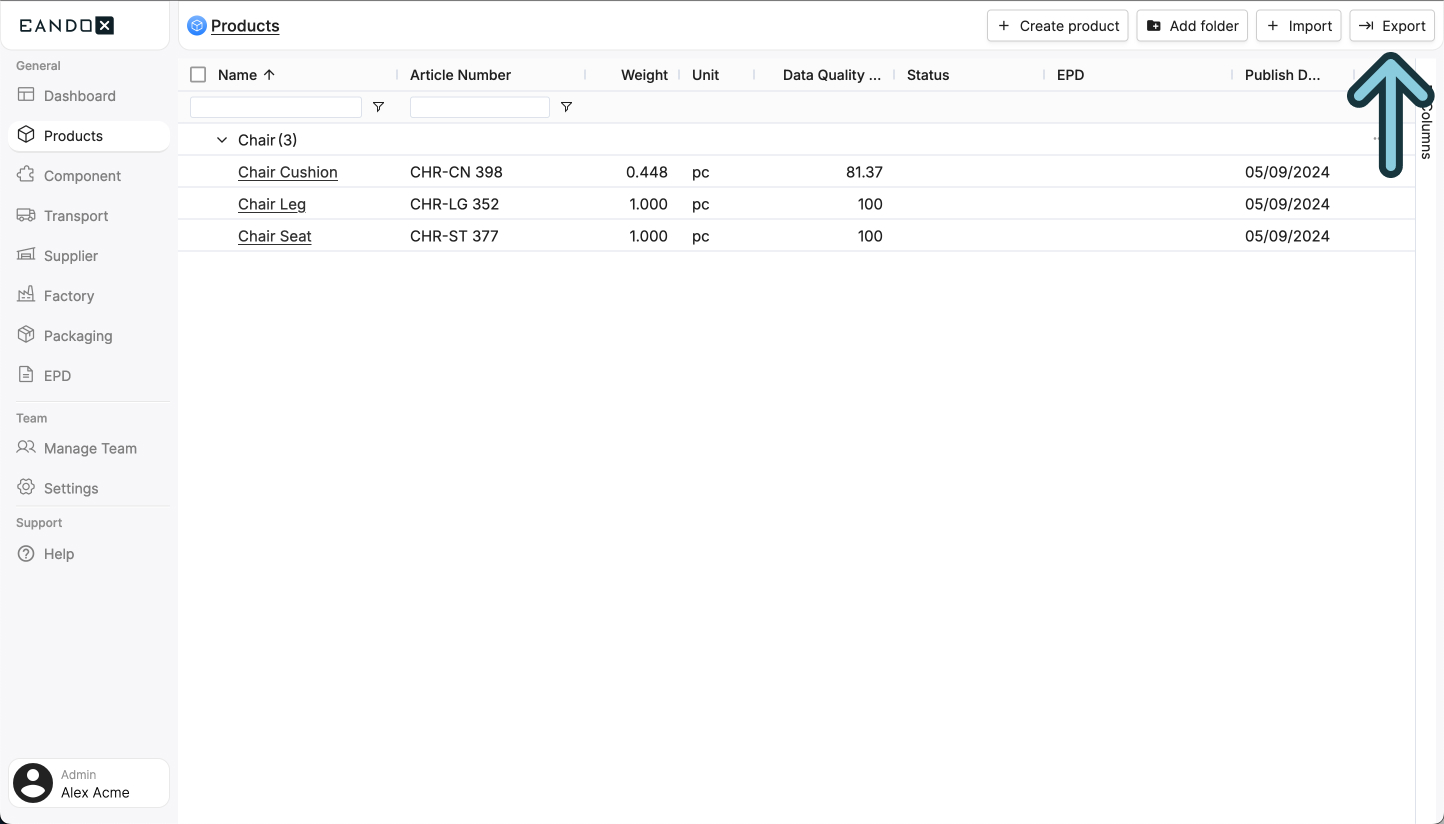 EANDOX
Products
Create product
Add folder
Import
Export
General
Dashboard
Products
Component
Transport
Supplier
Factory
Packaging
EPD
Team
Manage Team
Settings
Support
Help
Admin
Alex Acme
Name Article Number Weight Unit Data Quality ... Status EPD Publish D...
Chair (3)
Chair Cushion CHR-CN 398 0.448 pc 81.37 05/09/2024
Chair Leg CHR-LG 352 1.000 pc 100 05/09/2024
Chair Seat CHR-ST 377 1.000 pc 100 05/09/2024
Columns